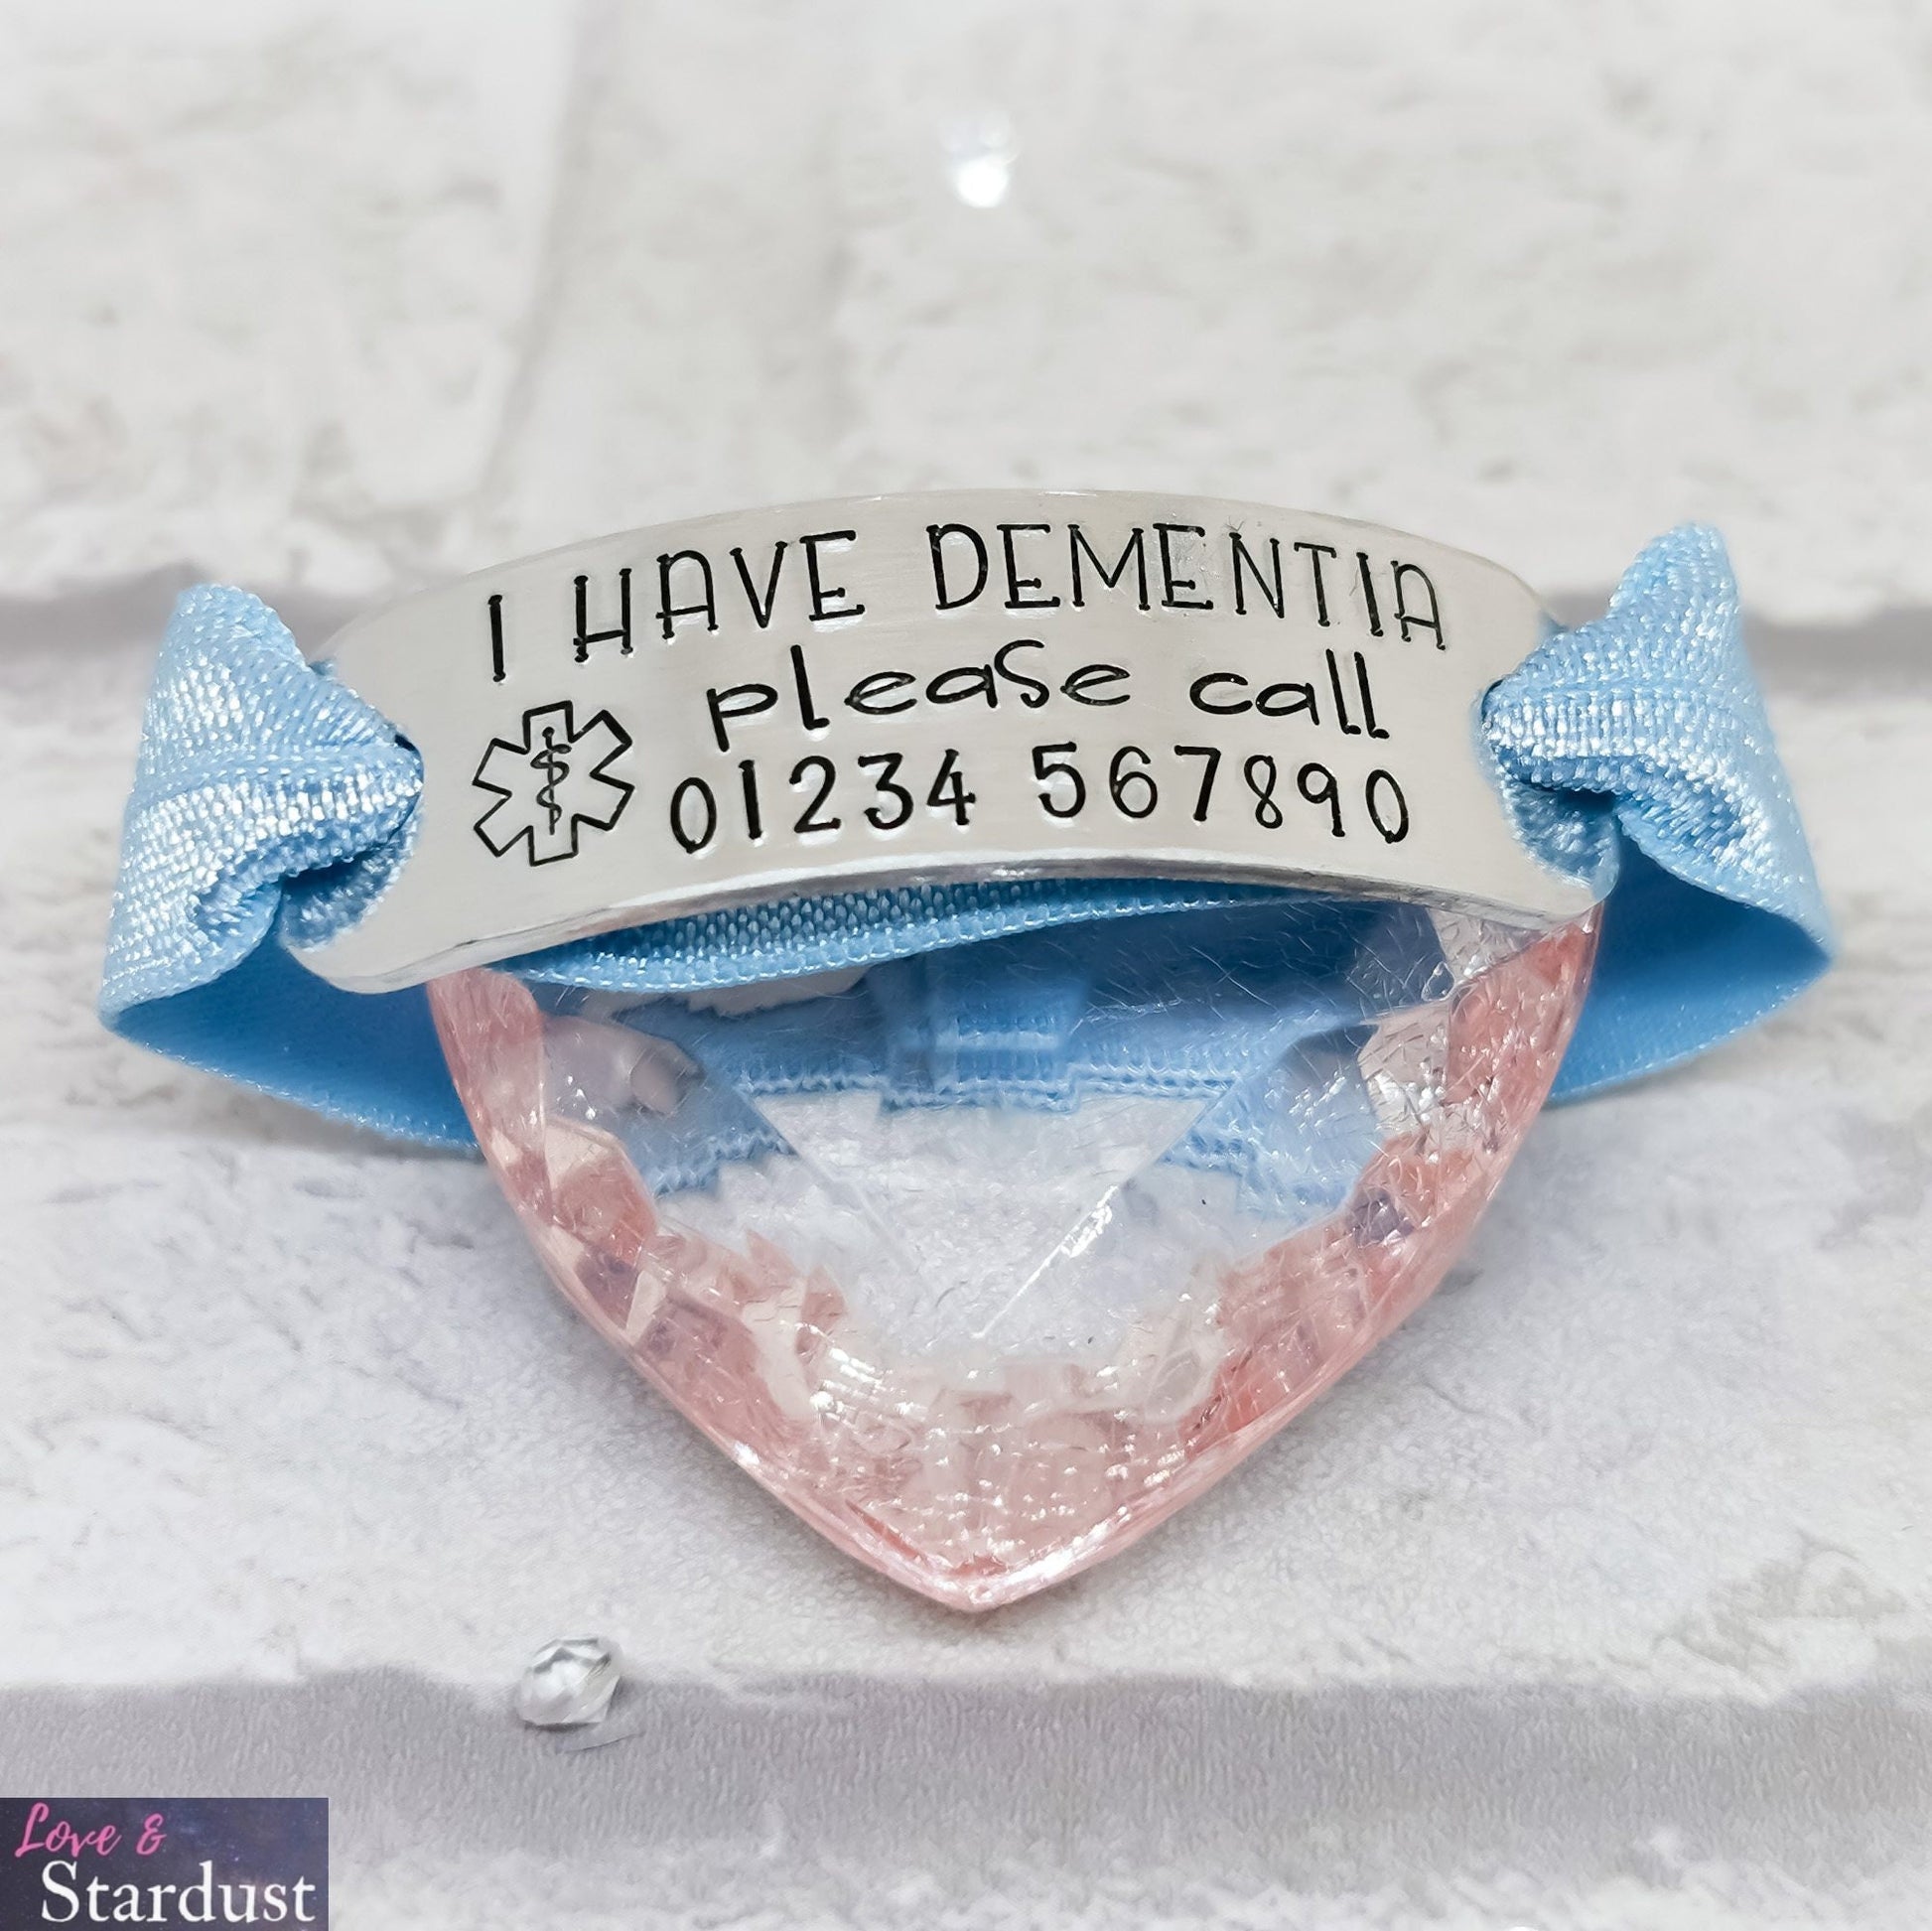 I HAVE DEMENTIA
please call
01234 567890
Love &
Stardust